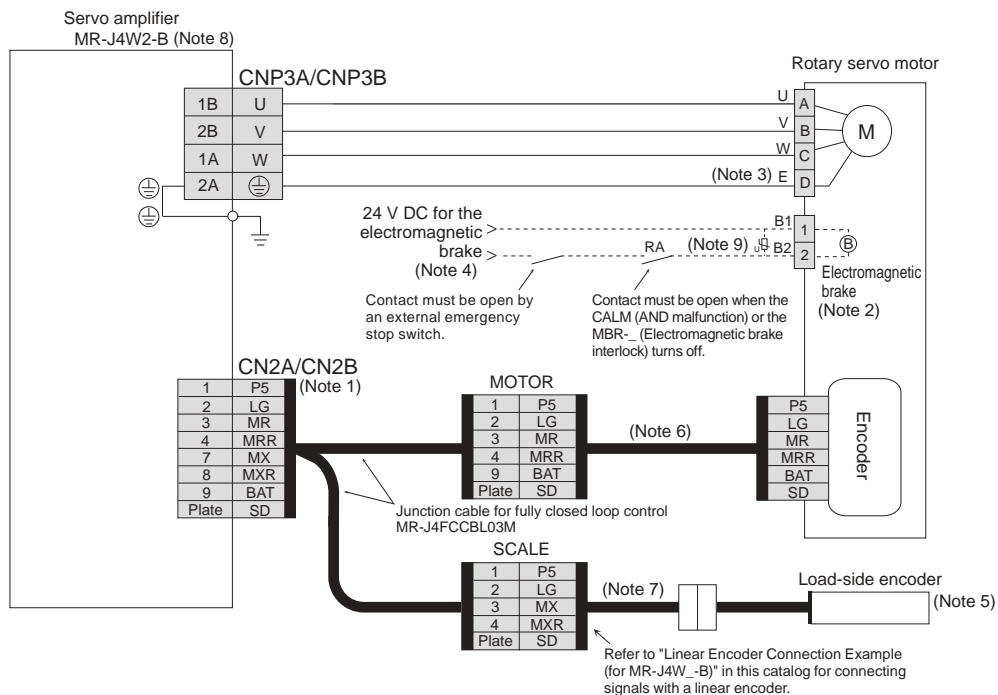 Servo amplifier
MR-J4W2-B (Note 8)
CNP3A/CNP3B
1B U
2B V
1A W
2A
Rotary servo motor
U A
V B
W C
(Note 3) E D
M
24 V DC for the
electromagnetic
brake
(Note 4)
RA
(Note 9)
U
B1 1
B2 2
B
Electromagnetic
brake
(Note 2)
Contact must be open by
an external emergency
stop switch.
Contact must be open when the
CALM (AND malfunction) or the
MBR-_ (Electromagnetic brake
interlock) turns off.
CN2A/CN2B
(Note 1)
1 P5
2 LG
3 MR
4 MRR
7 MX
8 MXR
9 BAT
Plate SD
MOTOR
1 P5
2 LG
3 MR
4 MRR
9 BAT
Plate SD
(Note 6)
P5
LG
MR
MRR
BAT
SD
Encoder
Junction cable for fully closed loop control
MR-J4FCCBL03M
SCALE
1 P5
2 LG
3 MX
4 MXR
Plate SD
(Note 7)
Load-side encoder
(Note 5)
Refer to "Linear Encoder Connection Example
(for MR-J4W_-B)" in this catalog for connecting
signals with a linear encoder.